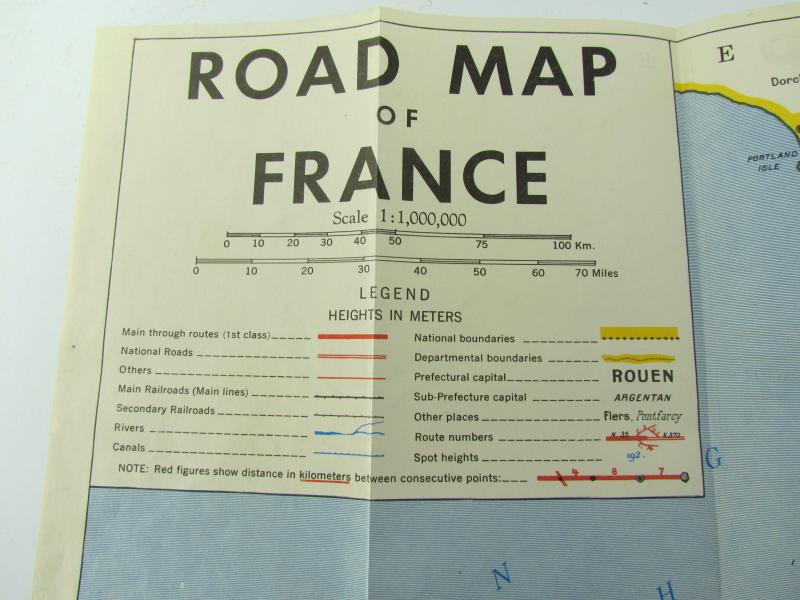 ROAD MAP
OF
FRANCE
Scale 1:1,000,000
0 10 20 30 40 50 75 100 Km.
0 10 20 30 40 50 60 70 Miles
LEGEND
HEIGHTS IN METERS
Main through routes (1st class)
National Roads
Others
Main Railroads (Main lines)
Secondary Railroads
Rivers
Canals
National boundaries
Departmental boundaries
Prefectural capital ROUEN
Sub-Prefecture capital ARGENTAN
Other places Flers, Pontfarcy
Route numbers N.35 N.370
Spot heights 192.
NOTE: Red figures show distance in kilometers between consecutive points: 4 8 7
E
PORTLAND
ISLE
G
N
H